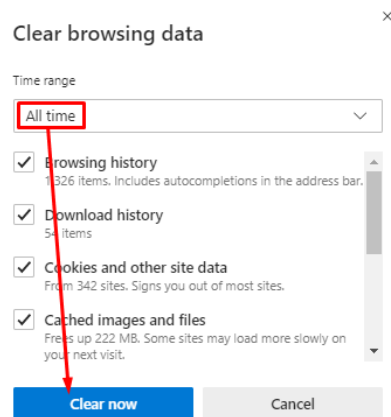 Clear browsing data
Time range
All time
Browsing history
1,326 items. Includes autocompletions in the address bar.
Download history
54 items
Cookies and other site data
From 342 sites. Signs you out of most sites.
Cached images and files
Frees up 222 MB. Some sites may load more slowly on
your next visit.
Clear now
Cancel